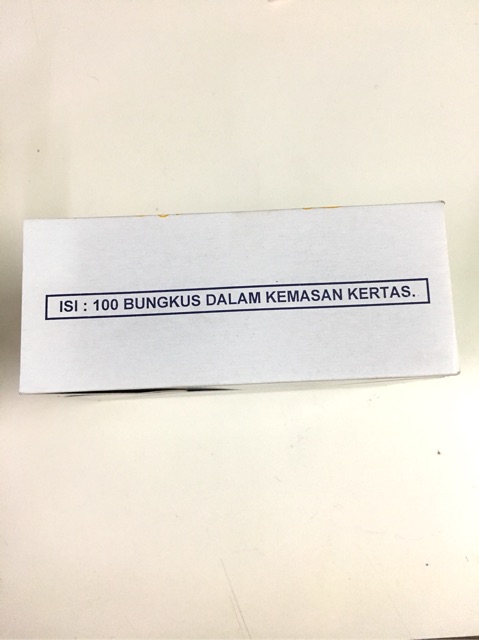 ISI : 100 BUNGKUS DALAM KEMASAN KERTAS.